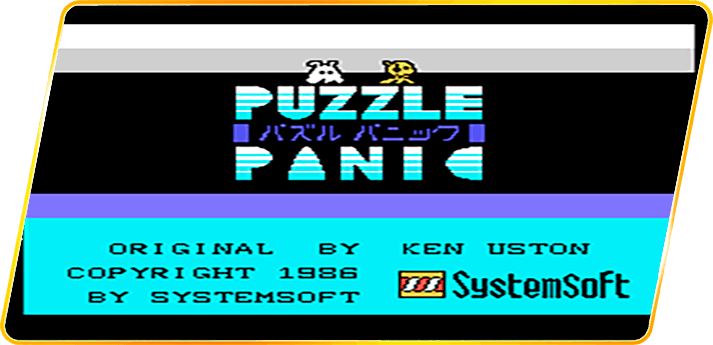 PUZZLE
パズル パニック
PANIC
ORIGINAL BY KEN USTON
COPYRIGHT 1986
BY SYSTEMSOFT
SystemSoft